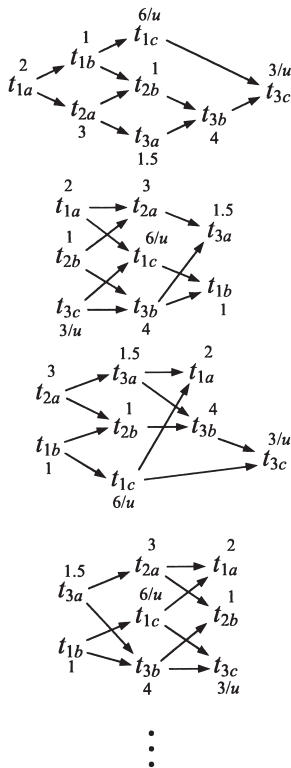 6/u
1 t1c
2 t1b 1 3/u
t1a t2b t3c
t2a t3b
3 t3a 4
1.5
2 3
t1a t2a 1.5
1 6/u t3a
t2b t1c
t1b
t3c t3b 1
3/u 4
1.5 2
3 t3a t1a
t2a 1 4
t2b t3b 3/u
t1b t3c
1 t1c
6/u
3 2
1.5 t2a t1a
t3a 6/u 1
t1c t2b
t1b
1 t3b t3c
4 3/u